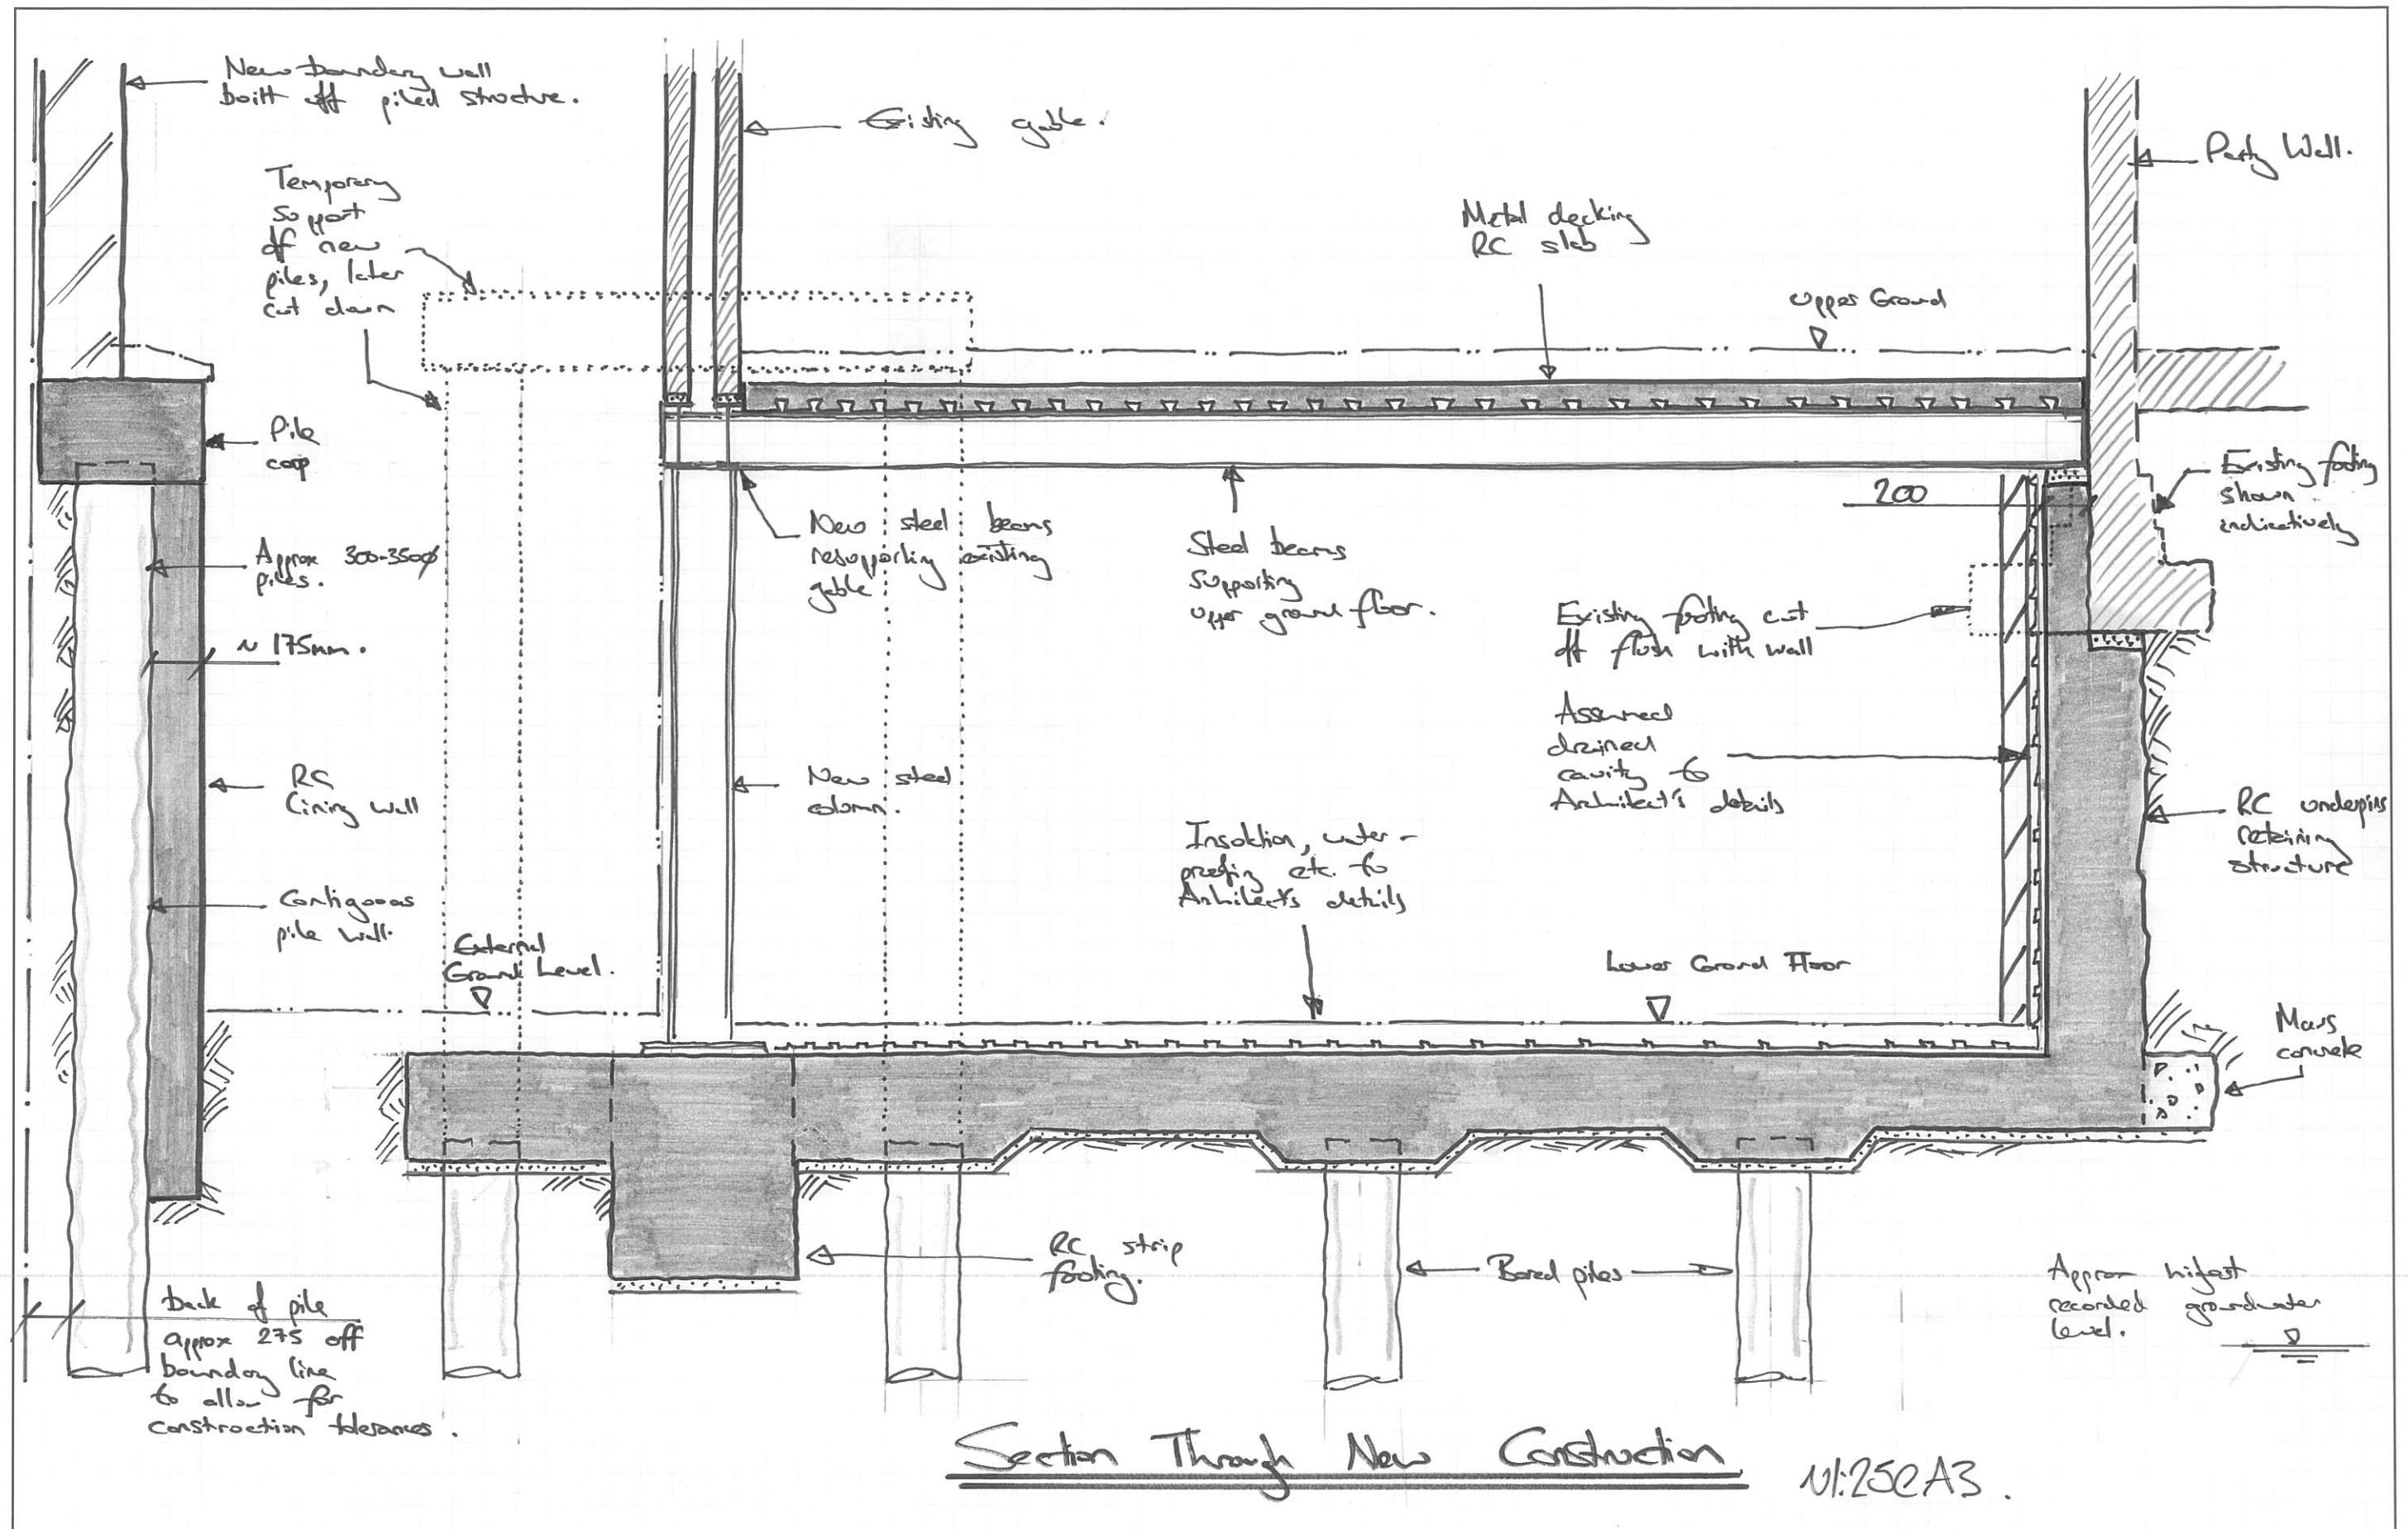 New boundary wall
built off piled structure.
Existing gable.
Party Wall.
Temporary
support
off new
piles, later
cut down
Metal decking
RC slab
Upper Ground
Pile
cap
Existing footing
shown
indicatively
200
New steel beams
resupporting existing
gable
Steel beams
supporting
upper ground floor.
Approx 300-350ϕ
piles.
Existing footing cut
off flush with wall
~ 175mm.
Assumed
drained
cavity to
Architect's details
RC
Lining wall
New steel
column.
Insulation, water-
proofing etc. to
Architect's details
RC underpins
retaining
structure
Contiguous
pile wall.
External
Ground Level.
Lower Ground Floor
Mass
concrete
RC strip
footing.
Bored piles
Approx highest
recorded groundwater
level.
back of pile
approx 275 off
boundary line
to allow for
construction tolerances.
Section Through New Construction
~1:25@A3.